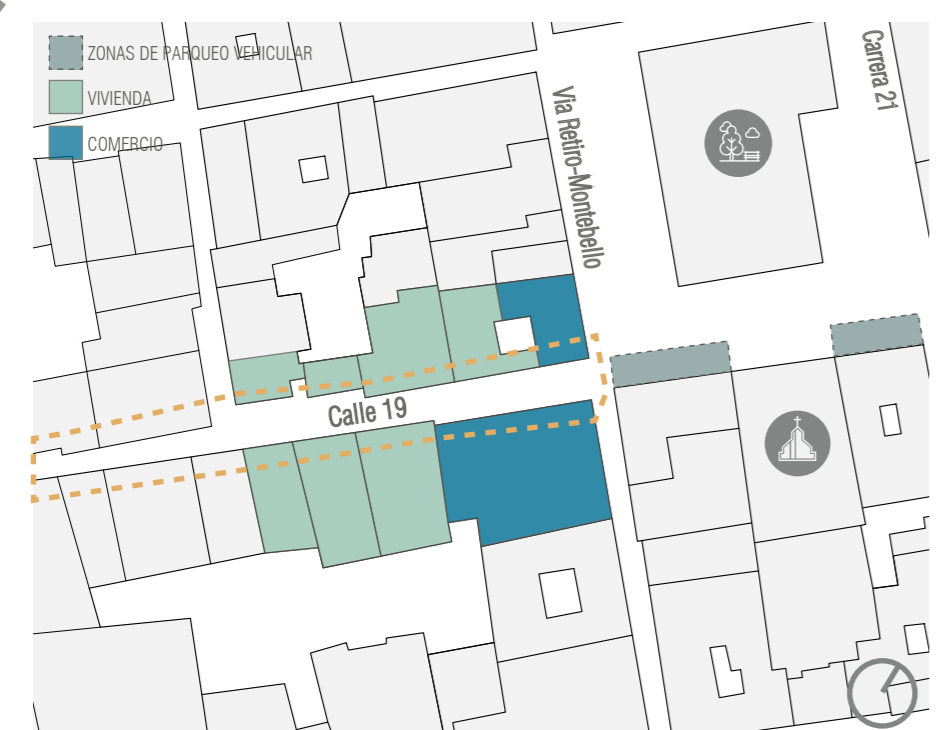 ZONAS DE PARQUEO VEHICULAR
VIVIENDA
COMERCIO
Via Retiro-Montebello
Carrera 21
Calle 19